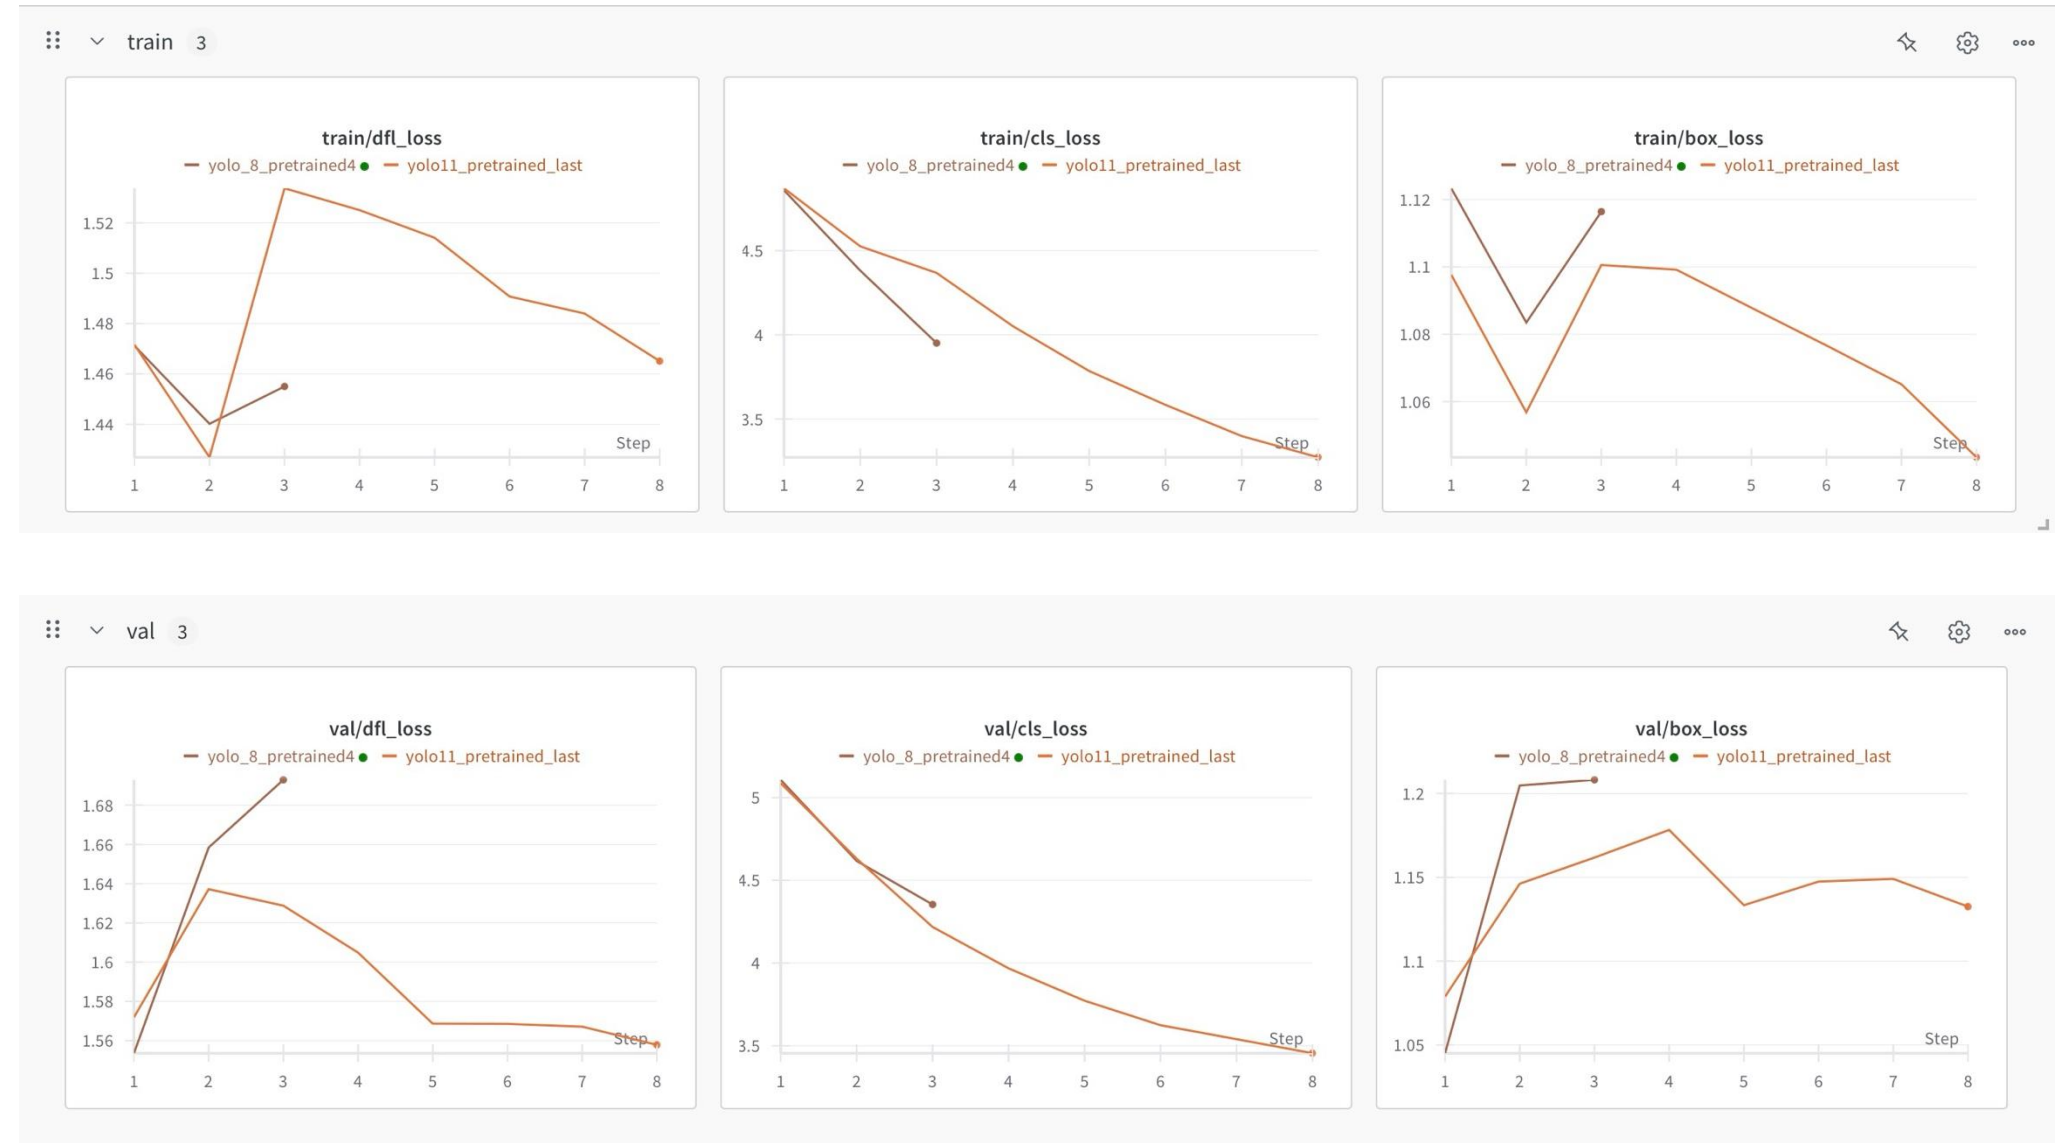 train 3
train/dfl_loss
yolo_8_pretrained4 yolo11_pretrained_last
1.52
1.5
1.48
1.46
1.44
Step
1 2 3 4 5 6 7 8
train/cls_loss
yolo_8_pretrained4 yolo11_pretrained_last
4.5
4
3.5
Step
1 2 3 4 5 6 7 8
train/box_loss
yolo_8_pretrained4 yolo11_pretrained_last
1.12
1.1
1.08
1.06
Step
1 2 3 4 5 6 7 8
val 3
val/dfl_loss
yolo_8_pretrained4 yolo11_pretrained_last
1.68
1.66
1.64
1.62
1.6
1.58
1.56
Step
1 2 3 4 5 6 7 8
val/cls_loss
yolo_8_pretrained4 yolo11_pretrained_last
5
4.5
4
3.5
Step
1 2 3 4 5 6 7 8
val/box_loss
yolo_8_pretrained4 yolo11_pretrained_last
1.2
1.15
1.1
1.05
Step
1 2 3 4 5 6 7 8